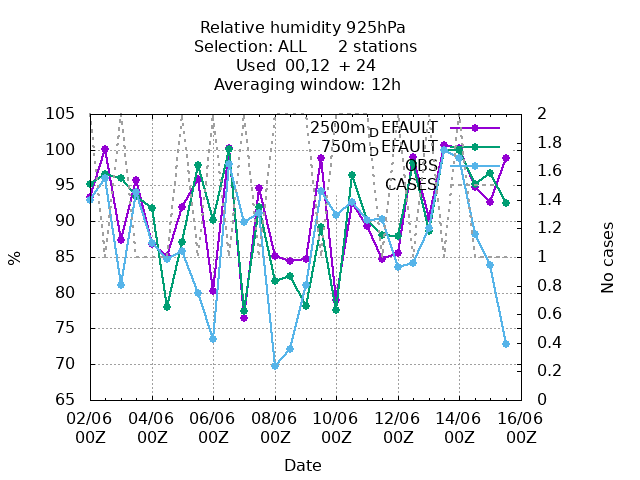 Relative humidity 925hPa
Selection: ALL 2 stations
Used 00,12 + 24
Averaging window: 12h
105 2
2500mDEFAULT
100 1.8
750mDEFAULT
OBS
95 1.6
CASES
90 1.4
% 85 1.2 No cases
80 1
75 0.8
70 0.6
65 0.4
0.2
0
02/06 04/06 06/06 08/06 10/06 12/06 14/06 16/06
00Z 00Z 00Z 00Z 00Z 00Z 00Z 00Z
Date